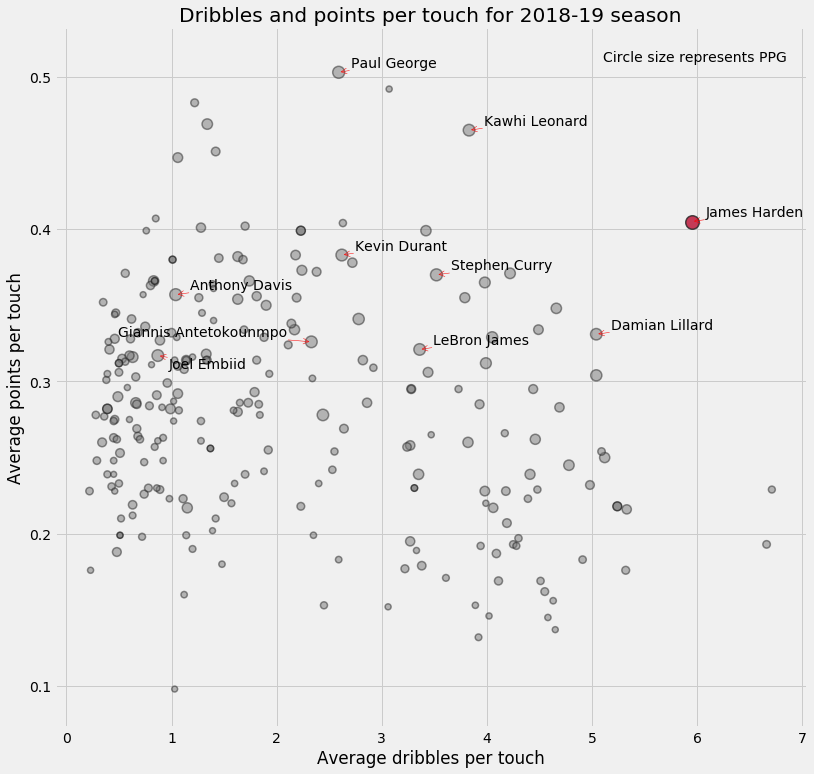 Dribbles and points per touch for 2018-19 season
Circle size represents PPG
Paul George
Kawhi Leonard
James Harden
Kevin Durant
Stephen Curry
Anthony Davis
Giannis Antetokounmpo
Damian Lillard
LeBron James
Joel Embiid
Average points per touch
0.5
0.4
0.3
0.2
0.1
0 1 2 3 4 5 6 7
Average dribbles per touch